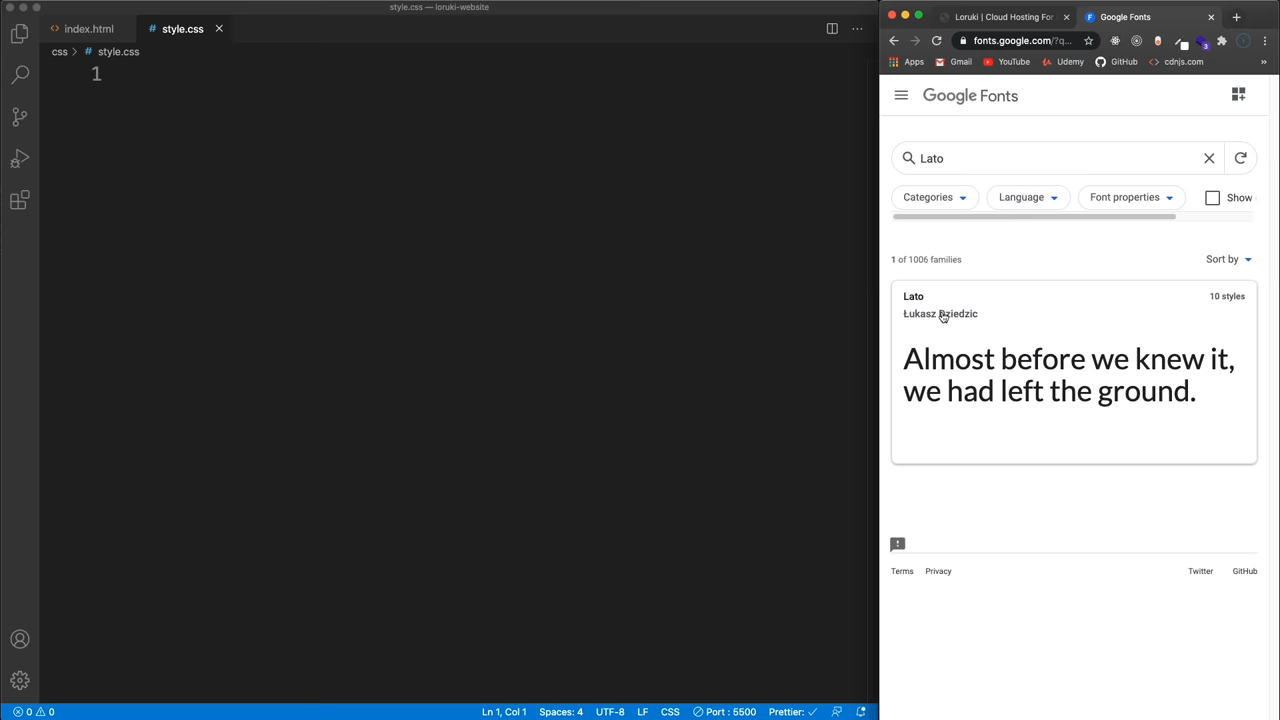 style.css — loruki-website
index.html
# style.css
css > # style.css
1
0 0
Ln 1, Col 1 Spaces: 4 UTF-8 LF CSS Port : 5500 Prettier: ✓
Loruki | Cloud Hosting For
Google Fonts
fonts.google.com/?q...
3
Apps Gmail YouTube Udemy GitHub cdnjs.com »
Google Fonts
Lato
Categories Language Font properties Show
1 of 1006 families Sort by
Lato 10 styles
Łukasz Dziedzic
Almost before we knew it,
we had left the ground.
Terms Privacy Twitter GitHub